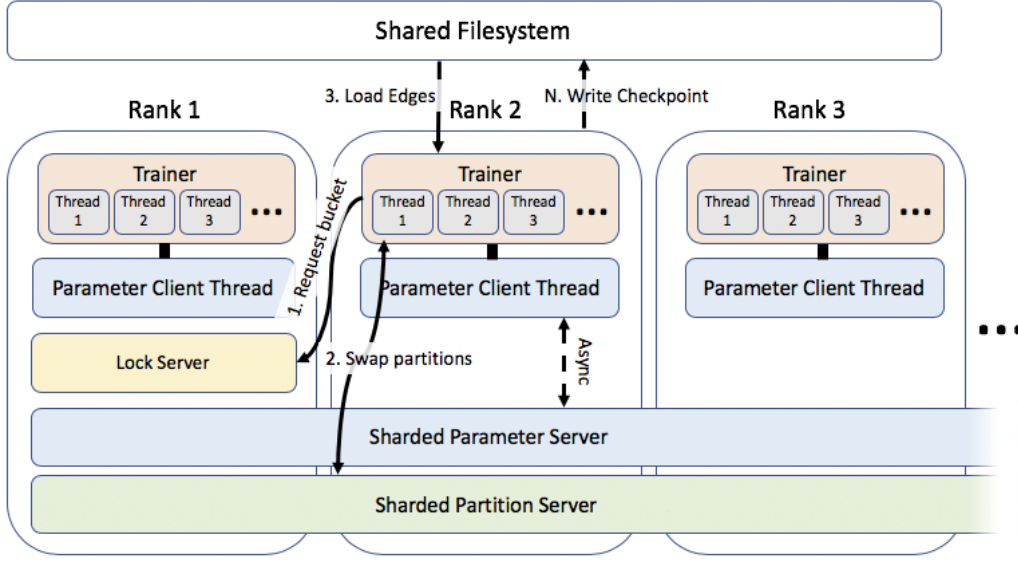 Shared Filesystem
3. Load Edges
N. Write Checkpoint
Rank 1
Rank 2
Rank 3
Trainer
Thread
1
Thread
2
Thread
3
...
Trainer
Thread
1
Thread
2
Thread
3
...
Trainer
Thread
1
Thread
2
Thread
3
...
1. Request bucket
Parameter Client Thread
Parameter Client Thread
Parameter Client Thread
...
Lock Server
2. Swap partitions
Async
Sharded Parameter Server
Sharded Partition Server